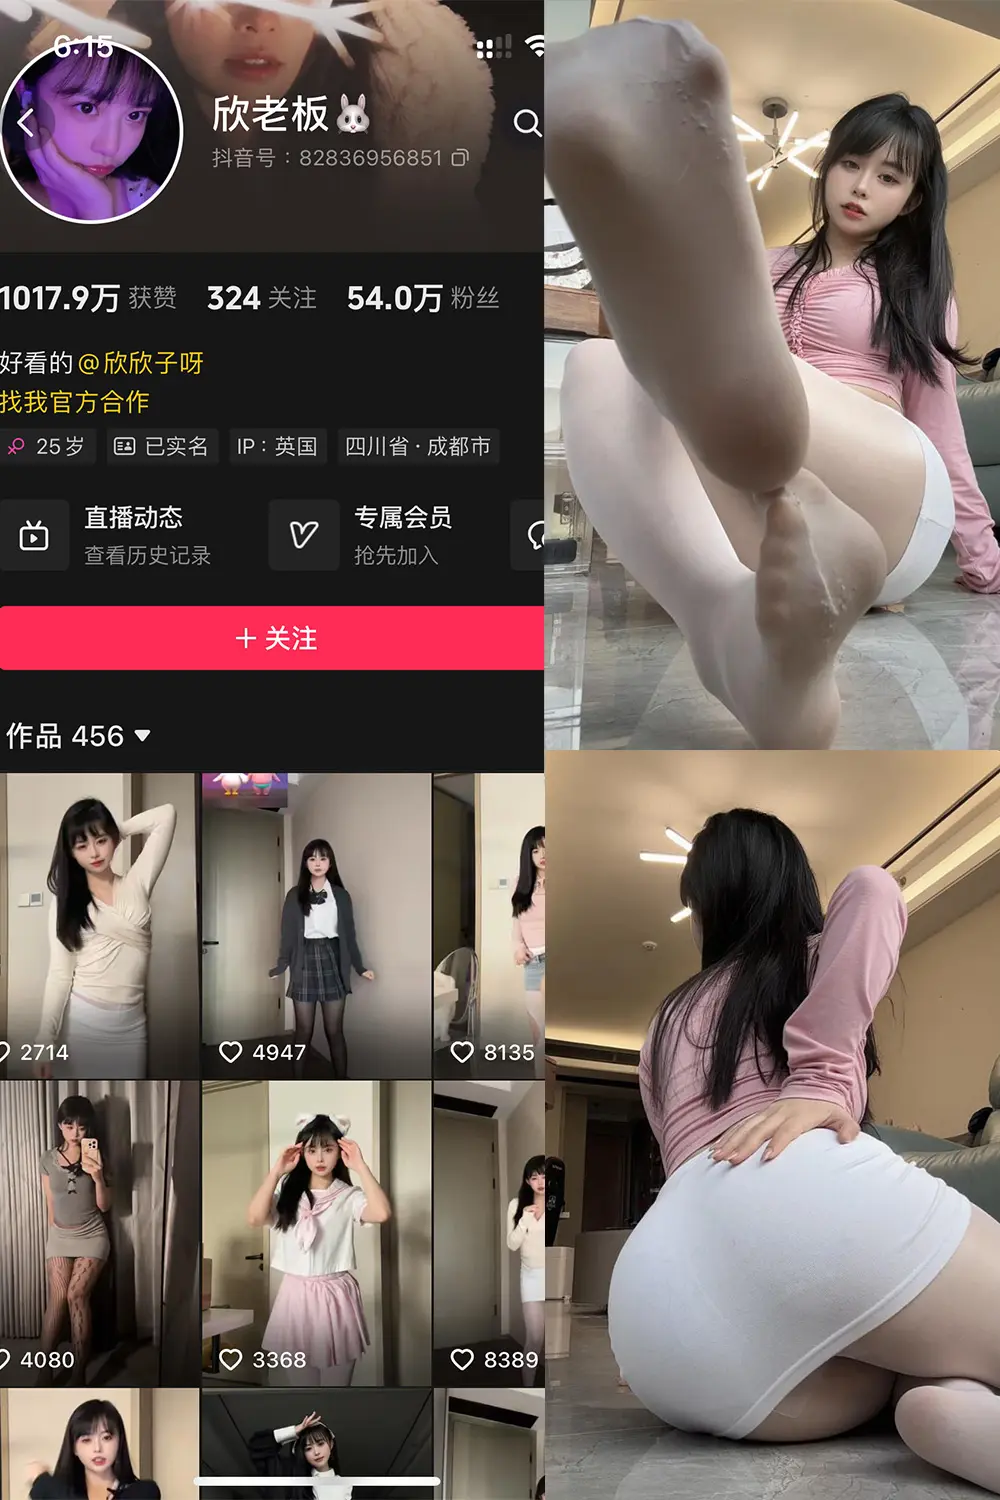 6:15
欣老板🐰
抖音号：82836956851
1017.9万 获赞 324 关注 54.0万 粉丝
好看的@欣欣子呀
找我官方合作
25岁 已实名 IP：英国 四川省·成都市
直播动态 专属会员
查看历史记录 抢先加入
+ 关注
作品 456
2714 4947 8135
4080 3368 8389